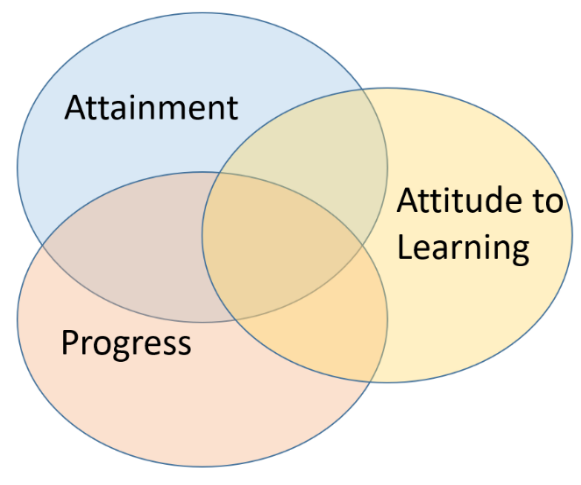 Attainment
Attitude to
Learning
Progress